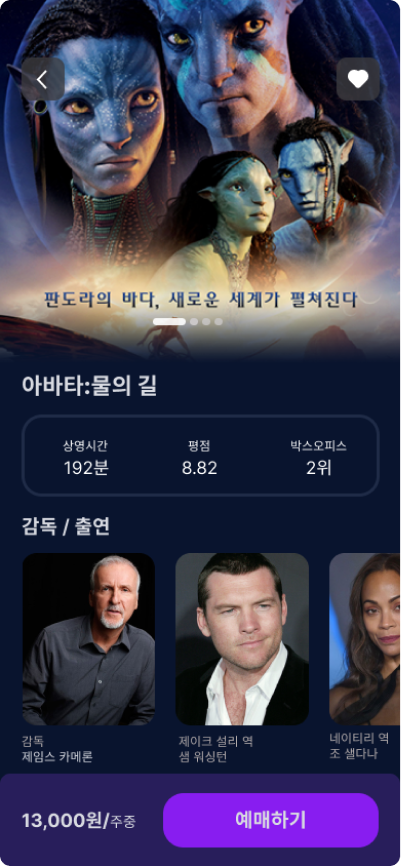 판도라의 바다, 새로운 세계가 펼쳐진다
아바타:물의 길
상영시간 평점 박스오피스
192분 8.82 2위
감독 / 출연
감독
제임스 카메론
제이크 설리 역
샘 워싱턴
네이티리 역
조 샐다나
13,000원/주중 예매하기